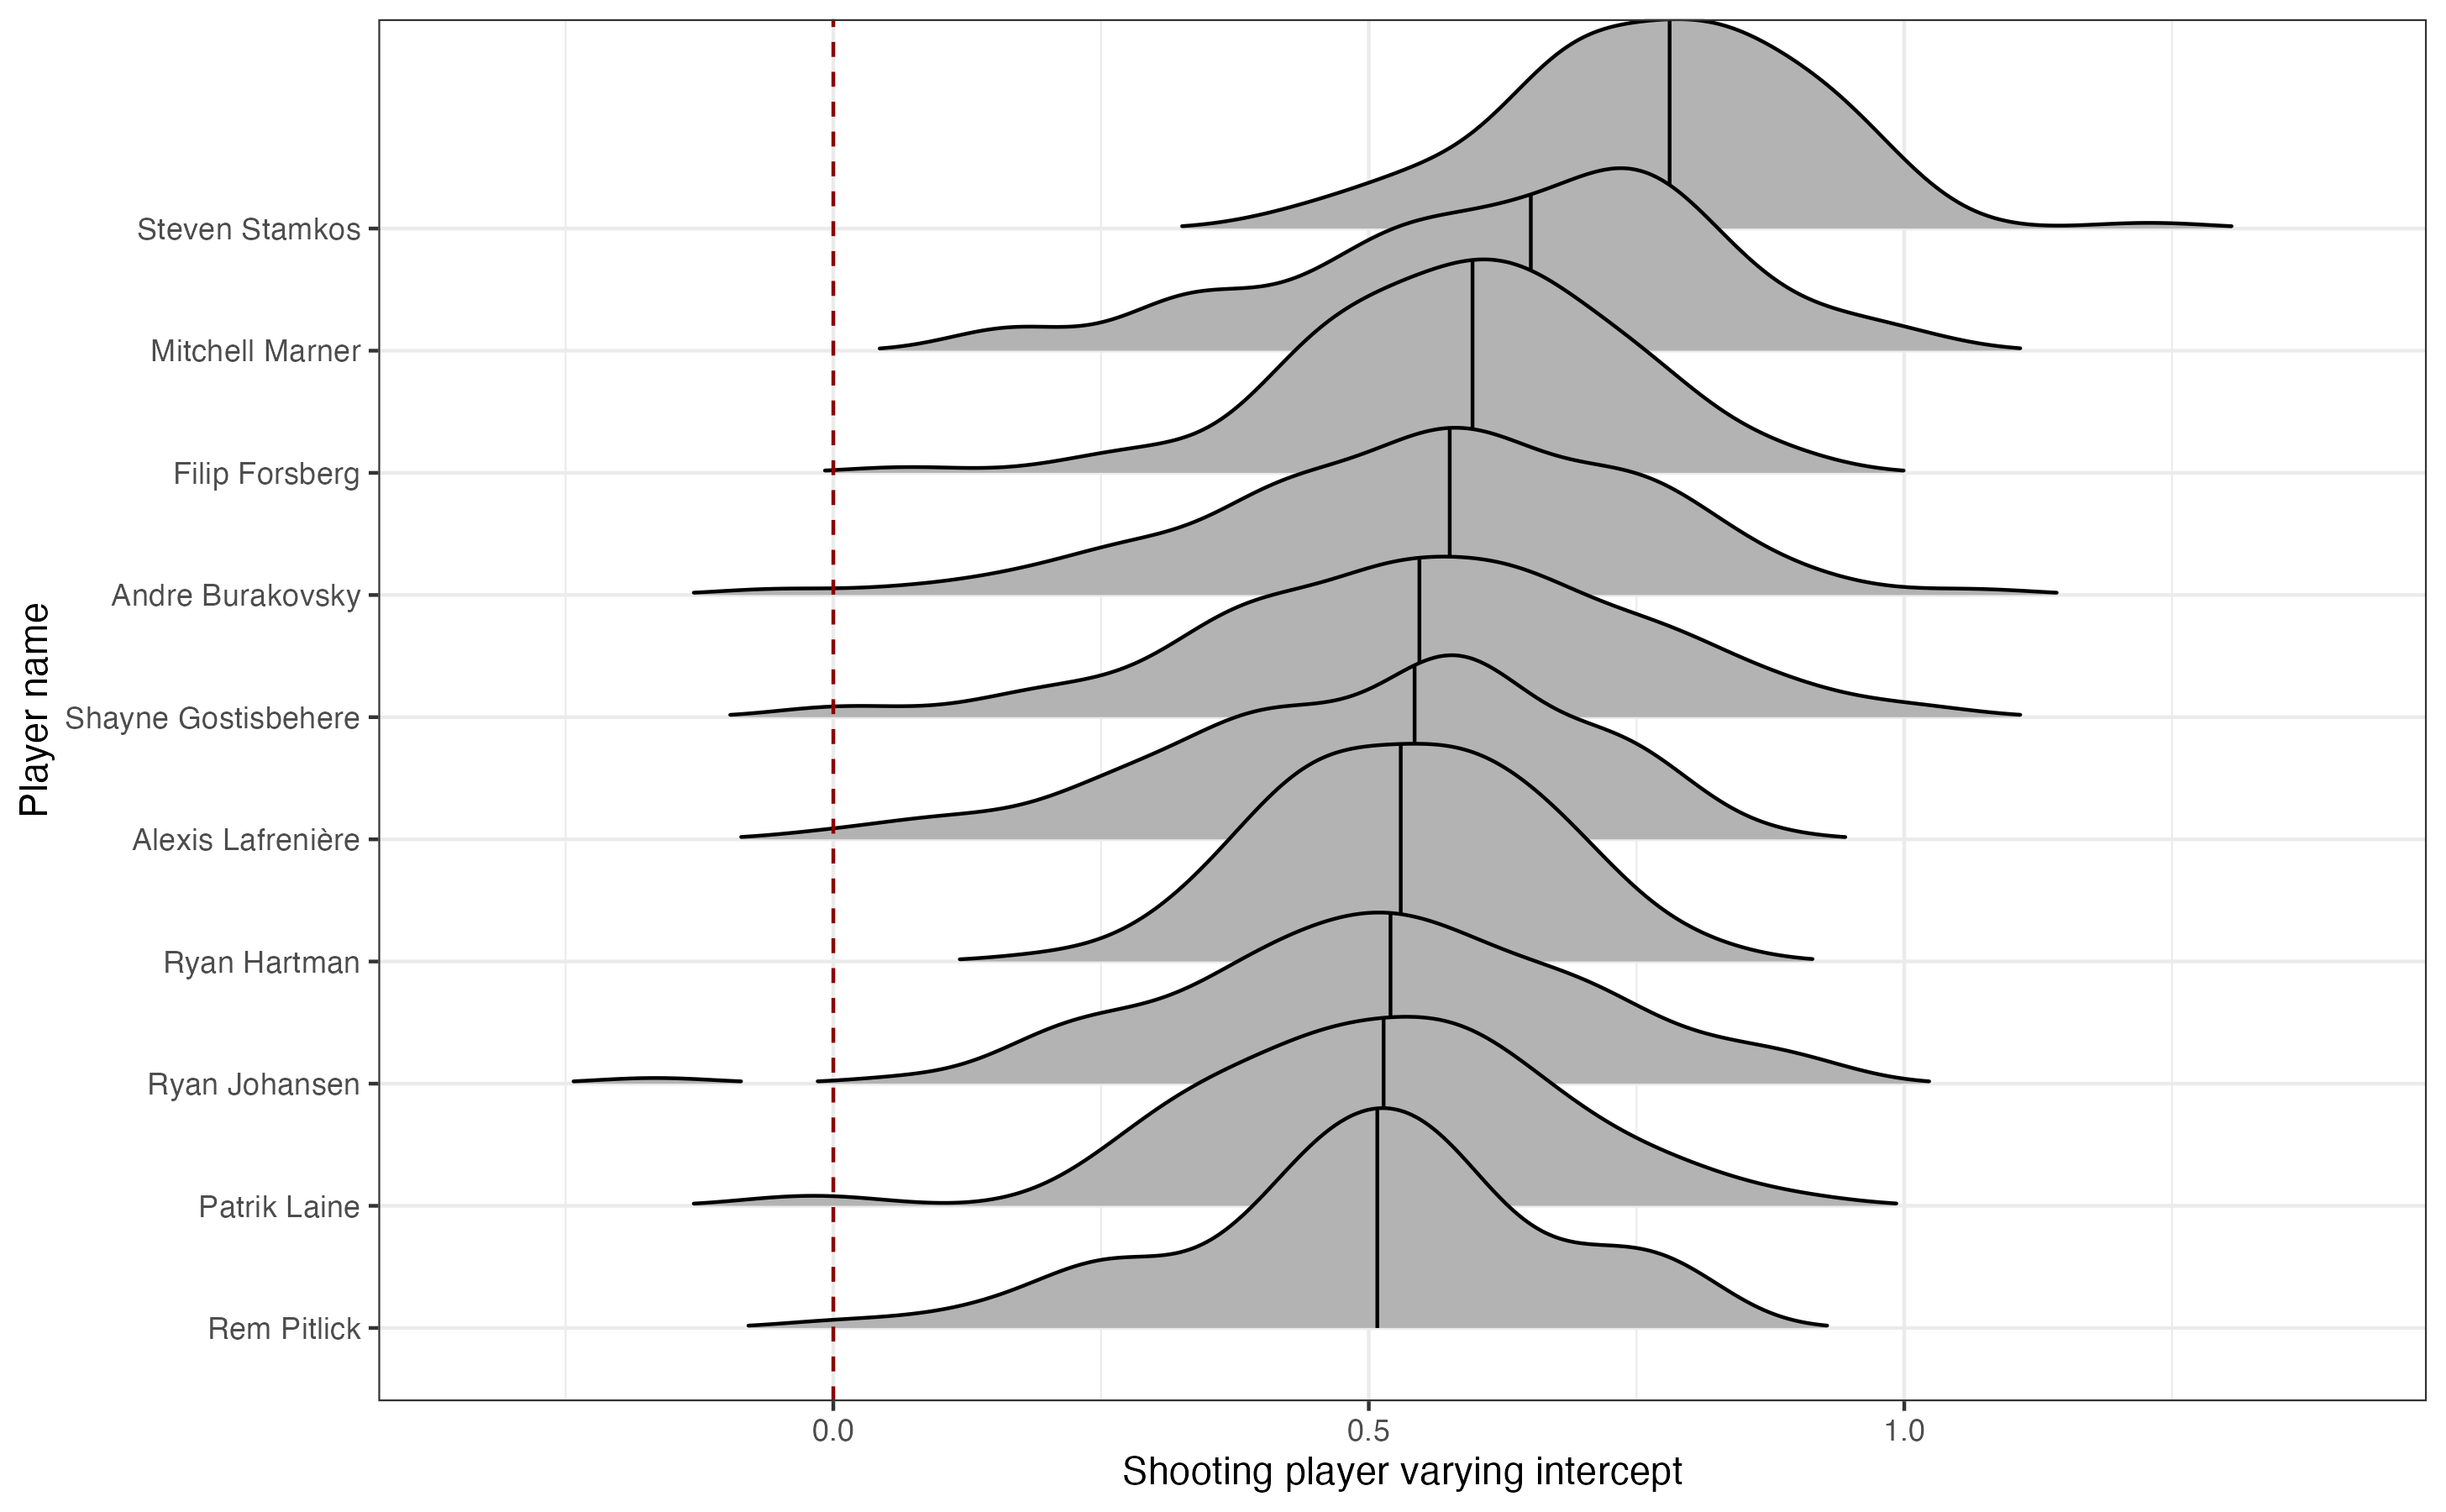 Player name
Steven Stamkos
Mitchell Marner
Filip Forsberg
Andre Burakovsky
Shayne Gostisbehere
Alexis Lafrenière
Ryan Hartman
Ryan Johansen
Patrik Laine
Rem Pitlick
0.0 0.5 1.0
Shooting player varying intercept